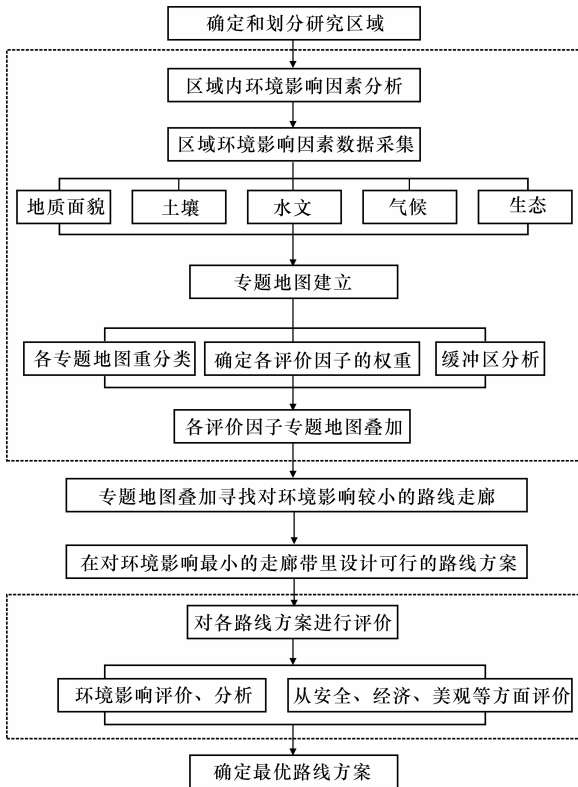 确定和划分研究区域
区域内环境影响因素分析
区域环境影响因素数据采集
地质面貌
土壤
水文
气候
生态
专题地图建立
各专题地图重分类
确定各评价因子的权重
缓冲区分析
各评价因子专题地图叠加
专题地图叠加寻找对环境影响较小的路线走廊
在对环境影响最小的走廊带里设计可行的路线方案
对各路线方案进行评价
环境影响评价、分析
从安全、经济、美观等方面评价
确定最优路线方案